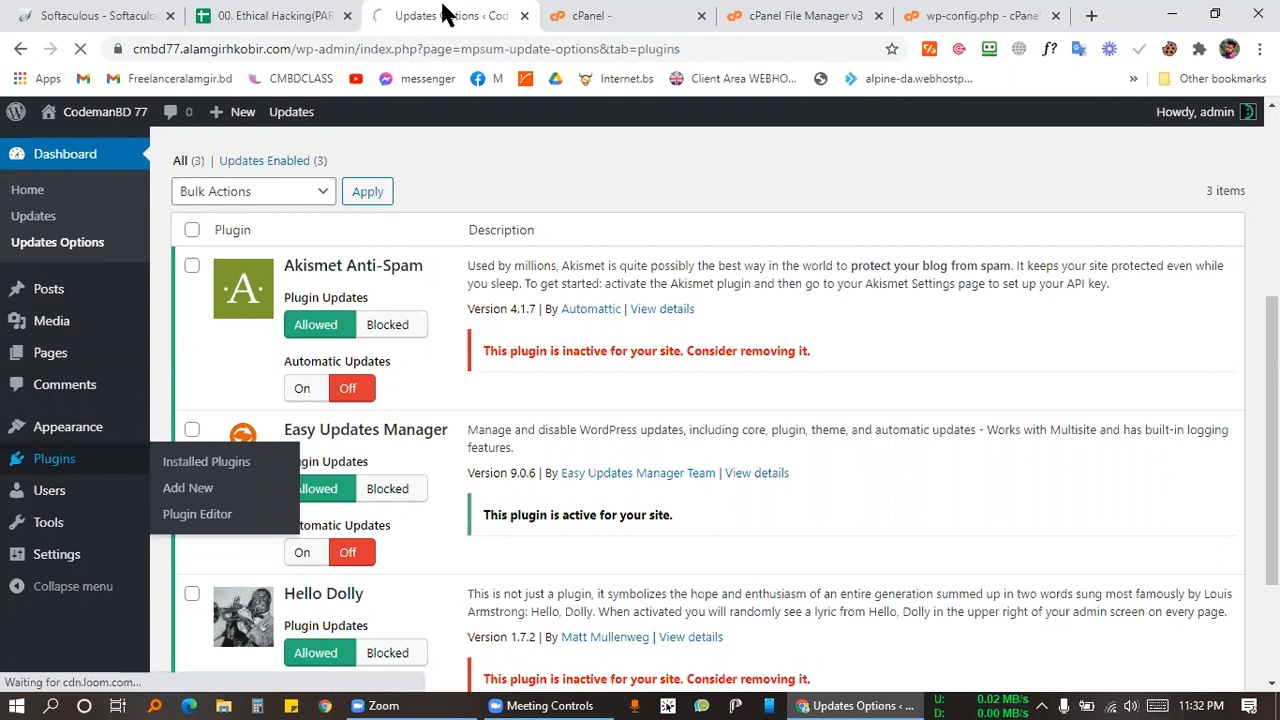 Softaculous - Softaculo
00. Ethical Hacking(PAR
Updates Options ‹ Cod
cPanel -
cPanel File Manager v3
wp-config.php - cPane
cmbd77.alamgirhkobir.com/wp-admin/index.php?page=mpsum-update-options&tab=plugins
Apps
Freelanceralamgir.bd
CMBDCLASS
messenger
M
Internet.bs
Client Area WEBHO...
alpine-da.webhostp...
»
Other bookmarks
CodemanBD 77
0
New
Updates
Howdy, admin
Dashboard
Home
Updates
Updates Options
Posts
Media
Pages
Comments
Appearance
Plugins
Users
Tools
Settings
Collapse menu
Installed Plugins
Add New
Plugin Editor
All (3) | Updates Enabled (3)
Bulk Actions
Apply
3 items
Plugin
Description
Akismet Anti-Spam
Plugin Updates
Allowed Blocked
Automatic Updates
On Off
Used by millions, Akismet is quite possibly the best way in the world to protect your blog from spam. It keeps your site protected even while
you sleep. To get started: activate the Akismet plugin and then go to your Akismet Settings page to set up your API key.
Version 4.1.7 | By Automattic | View details
This plugin is inactive for your site. Consider removing it.
Easy Updates Manager
ugin Updates
llowed Blocked
tomatic Updates
On Off
Manage and disable WordPress updates, including core, plugin, theme, and automatic updates - Works with Multisite and has built-in logging
features.
Version 9.0.6 | By Easy Updates Manager Team | View details
This plugin is active for your site.
Hello Dolly
Plugin Updates
Allowed Blocked
This is not just a plugin, it symbolizes the hope and enthusiasm of an entire generation summed up in two words sung most famously by Louis
Armstrong: Hello, Dolly. When activated you will randomly see a lyric from Hello, Dolly in the upper right of your admin screen on every page.
Version 1.7.2 | By Matt Mullenweg | View details
This plugin is inactive for your site. Consider removing it.
Waiting for cdn.loom.com...
Zoom
Meeting Controls
Updates Options ‹ ...
U: 0.02 MB/s
D: 0.00 MB/s
11:32 PM